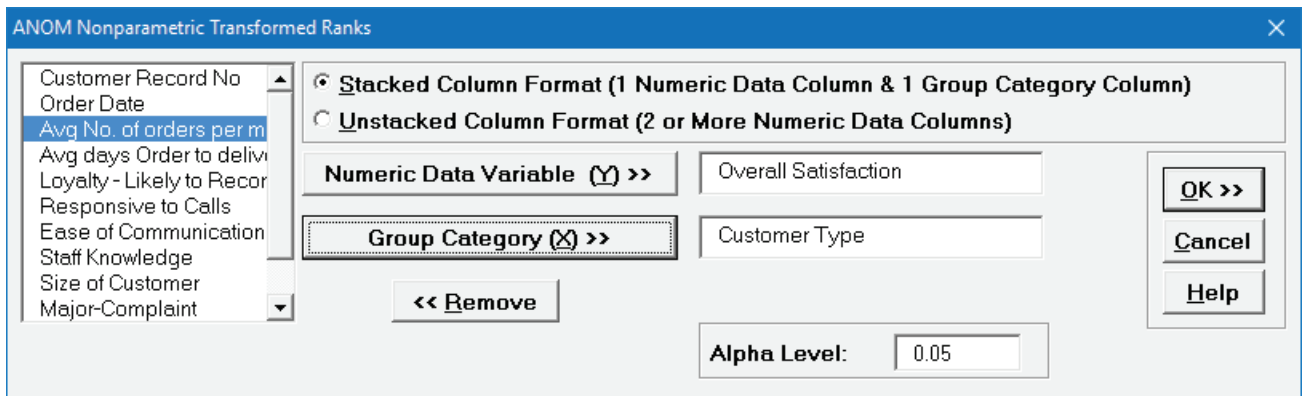 ANOM Nonparametric Transformed Ranks
Customer Record No
Order Date
Avg No. of orders per m
Avg days Order to delive
Loyalty - Likely to Recor
Responsive to Calls
Ease of Communication
Staff Knowledge
Size of Customer
Major-Complaint
Stacked Column Format (1 Numeric Data Column & 1 Group Category Column)
Unstacked Column Format (2 or More Numeric Data Columns)
Numeric Data Variable (Y) >>
Overall Satisfaction
Group Category (X) >>
Customer Type
<< Remove
Alpha Level:
0.05
OK >>
Cancel
Help